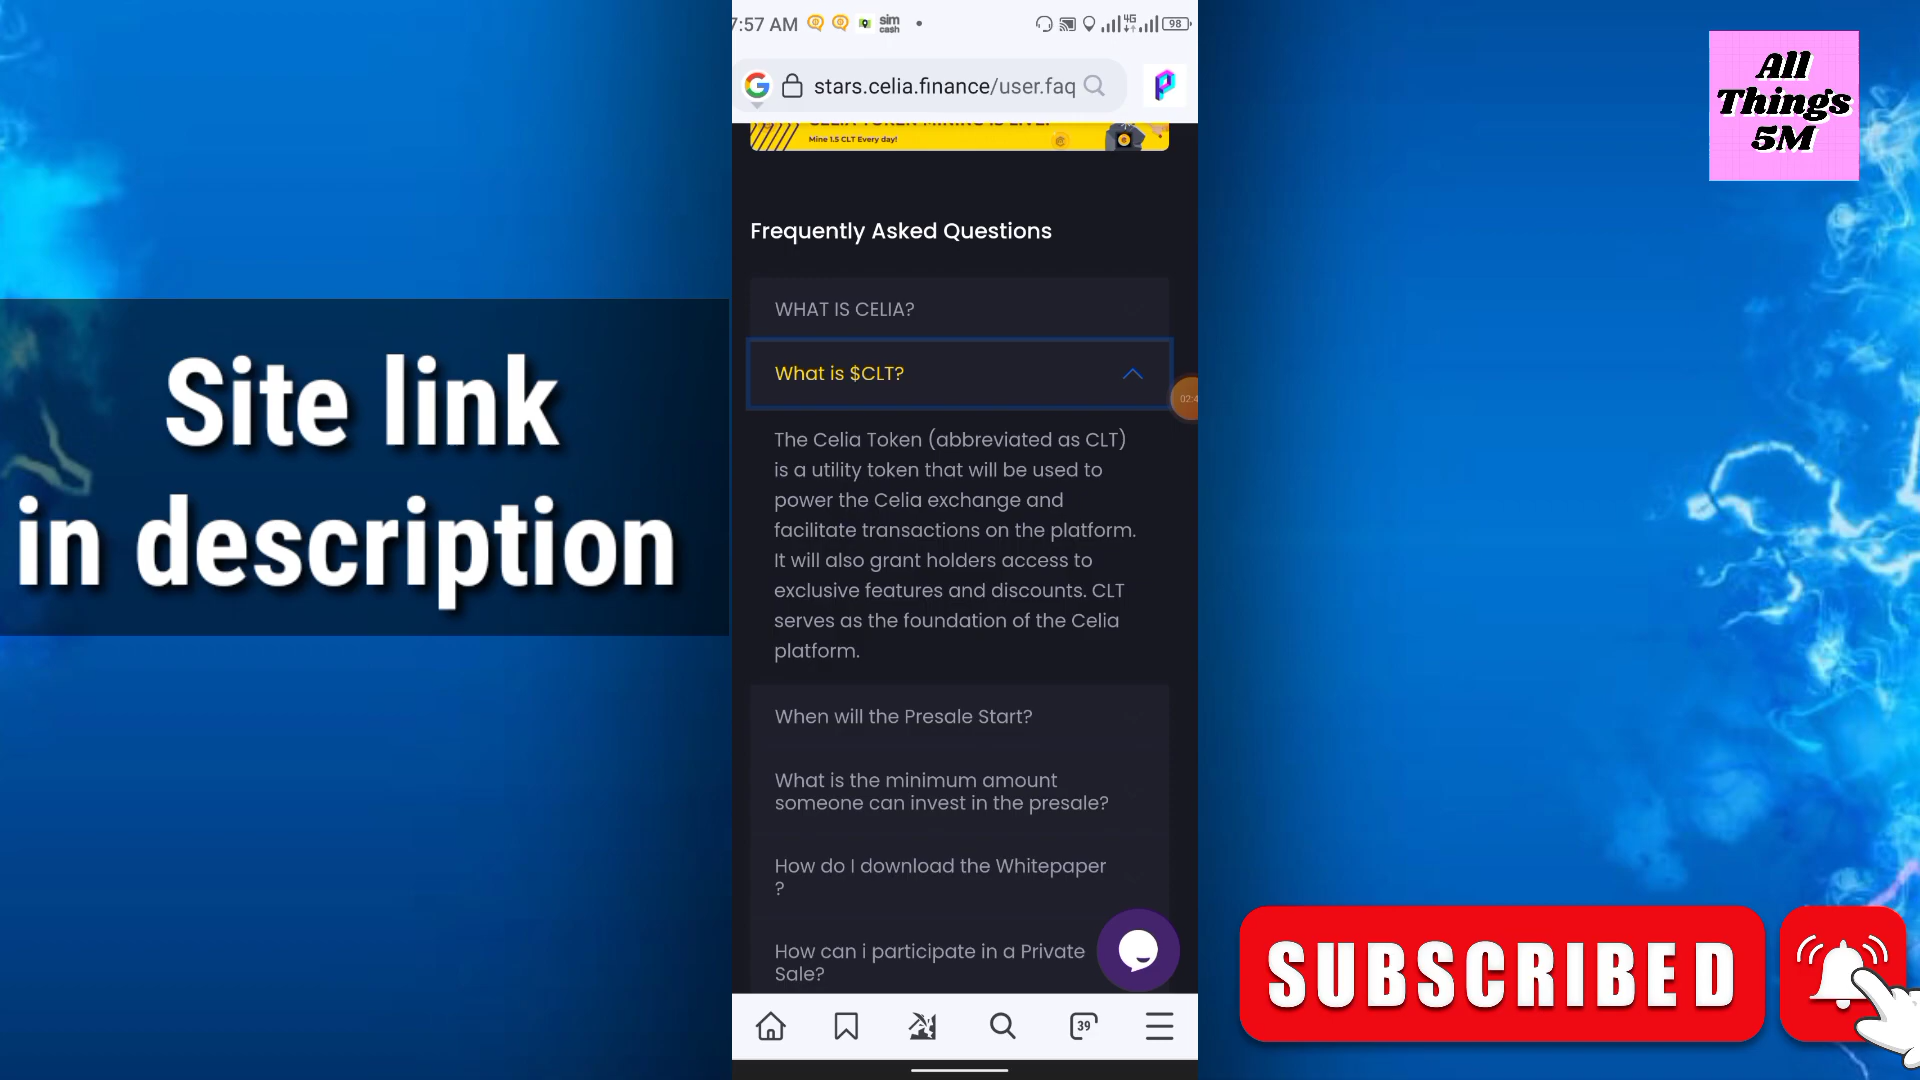 7:57 AM
sim
cash
4G
98
stars.celia.finance/user.faq
Mine 1.5 CLT Every day!
All
Things
5M
Frequently Asked Questions
WHAT IS CELIA?
What is $CLT?
02:4
The Celia Token (abbreviated as CLT)
is a utility token that will be used to
power the Celia exchange and
facilitate transactions on the platform.
It will also grant holders access to
exclusive features and discounts. CLT
serves as the foundation of the Celia
platform.
When will the Presale Start?
What is the minimum amount
someone can invest in the presale?
How do I download the Whitepaper
?
How can i participate in a Private
Sale?
39
Site link
in description
SUBSCRIBED